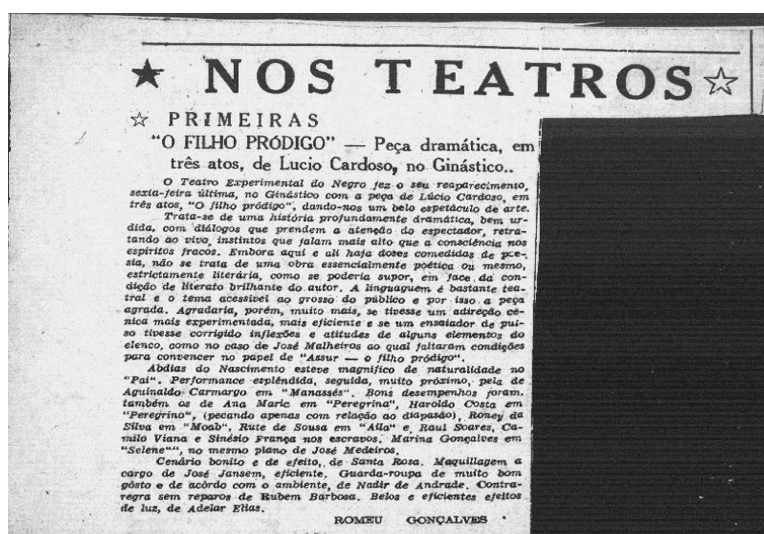 ★ NOS TEATROS ☆
☆ PRIMEIRAS
"O FILHO PRÓDIGO" — Peça dramática, em
três atos, de Lucio Cardoso, no Ginástico..
O Teatro Experimental do Negro fez o seu reaparecimento,
sexta-feira última, no Ginástico com a peça de Lúcio Cardoso, em
três atos, "O filho pródigo", dando-nos um belo espetáculo de arte.
Trata-se de uma história profundamente dramática, bem ur-
dida, com diálogos que prendem a atenção do espectador, retra-
tando ao vivo, instintos que falam mais alto que a consciência nos
espíritos fracos. Embora aqui e ali haja doses comedidas de poe-
sia, não se trata de uma obra essencialmente poética ou mesmo,
estrictamente literária, como se poderia supor, em face da con-
dição de literato brilhante do autor. A linguagem é bastante tea-
tral e o tema acessível ao grosso do público e por isso a peça
agrada. Agradaria, porém, muito mais, se tivesse um adireção cê-
nica mais experimentada, mais eficiente e se um ensaiador de pul-
so tivesse corrigido inflexões e atitudes de alguns elementos do
elenco, como no caso de José Malheiros ao qual faltaram condições
para convencer no papel de "Assur — o filho pródigo".
Abdias do Nascimento esteve magnífico de naturalidade no
"Pai". Performance esplêndida, seguida, muito próximo, pela de
Aguinaldo Carmargo em "Manassés". Bons desempenhos foram.
também os de Ana Maric em "Peregrina", Haroldo Costa em
"Peregrino", (pecando apenas com relação ao diapasão), Roney da
Silva em "Moab", Rute de Sousa em "Aila" e Raul Soares, Ca-
milo Viana e Sinésio França nos escravos. Marina Gonçalves em
"Selene"", no mesmo plano de José Medeiros.
Cenário bonito e de efeito, de Santa Rosa. Maquillagem a
cargo de José Jansem, eficiente. Guarda-roupa de muito bom
gôsto e de acôrdo com o ambiente, de Nadir de Andrade. Contra-
regra sem reparos de Rubem Barbosa. Belos e eficientes efeitos
de luz, de Adelar Elias.
ROMEU GONÇALVES